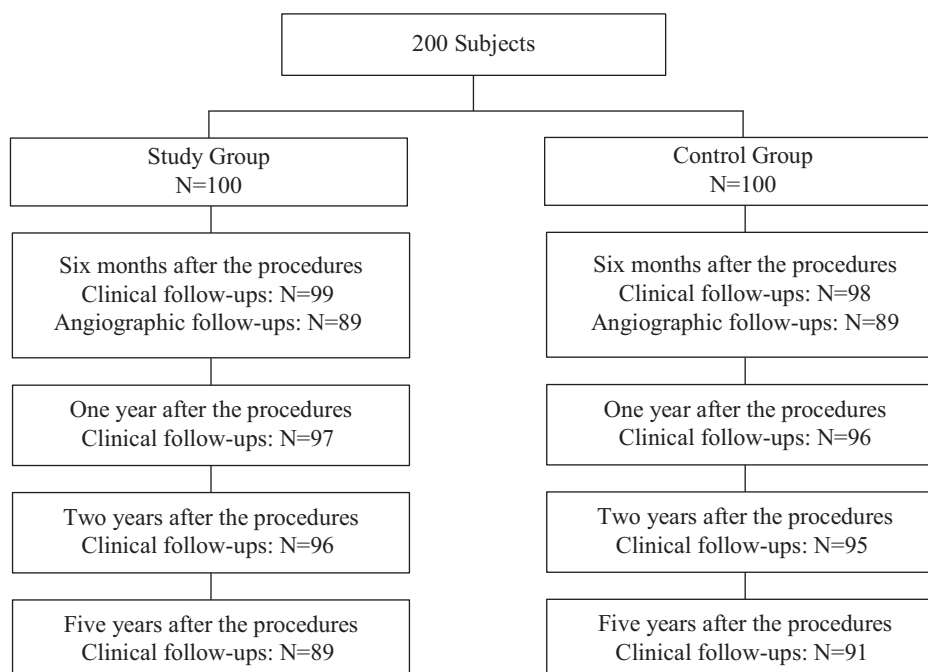 200 Subjects
Study Group
N=100
Control Group
N=100
Six months after the procedures
Clinical follow-ups: N=99
Angiographic follow-ups: N=89
Six months after the procedures
Clinical follow-ups: N=98
Angiographic follow-ups: N=89
One year after the procedures
Clinical follow-ups: N=97
One year after the procedures
Clinical follow-ups: N=96
Two years after the procedures
Clinical follow-ups: N=96
Two years after the procedures
Clinical follow-ups: N=95
Five years after the procedures
Clinical follow-ups: N=89
Five years after the procedures
Clinical follow-ups: N=91